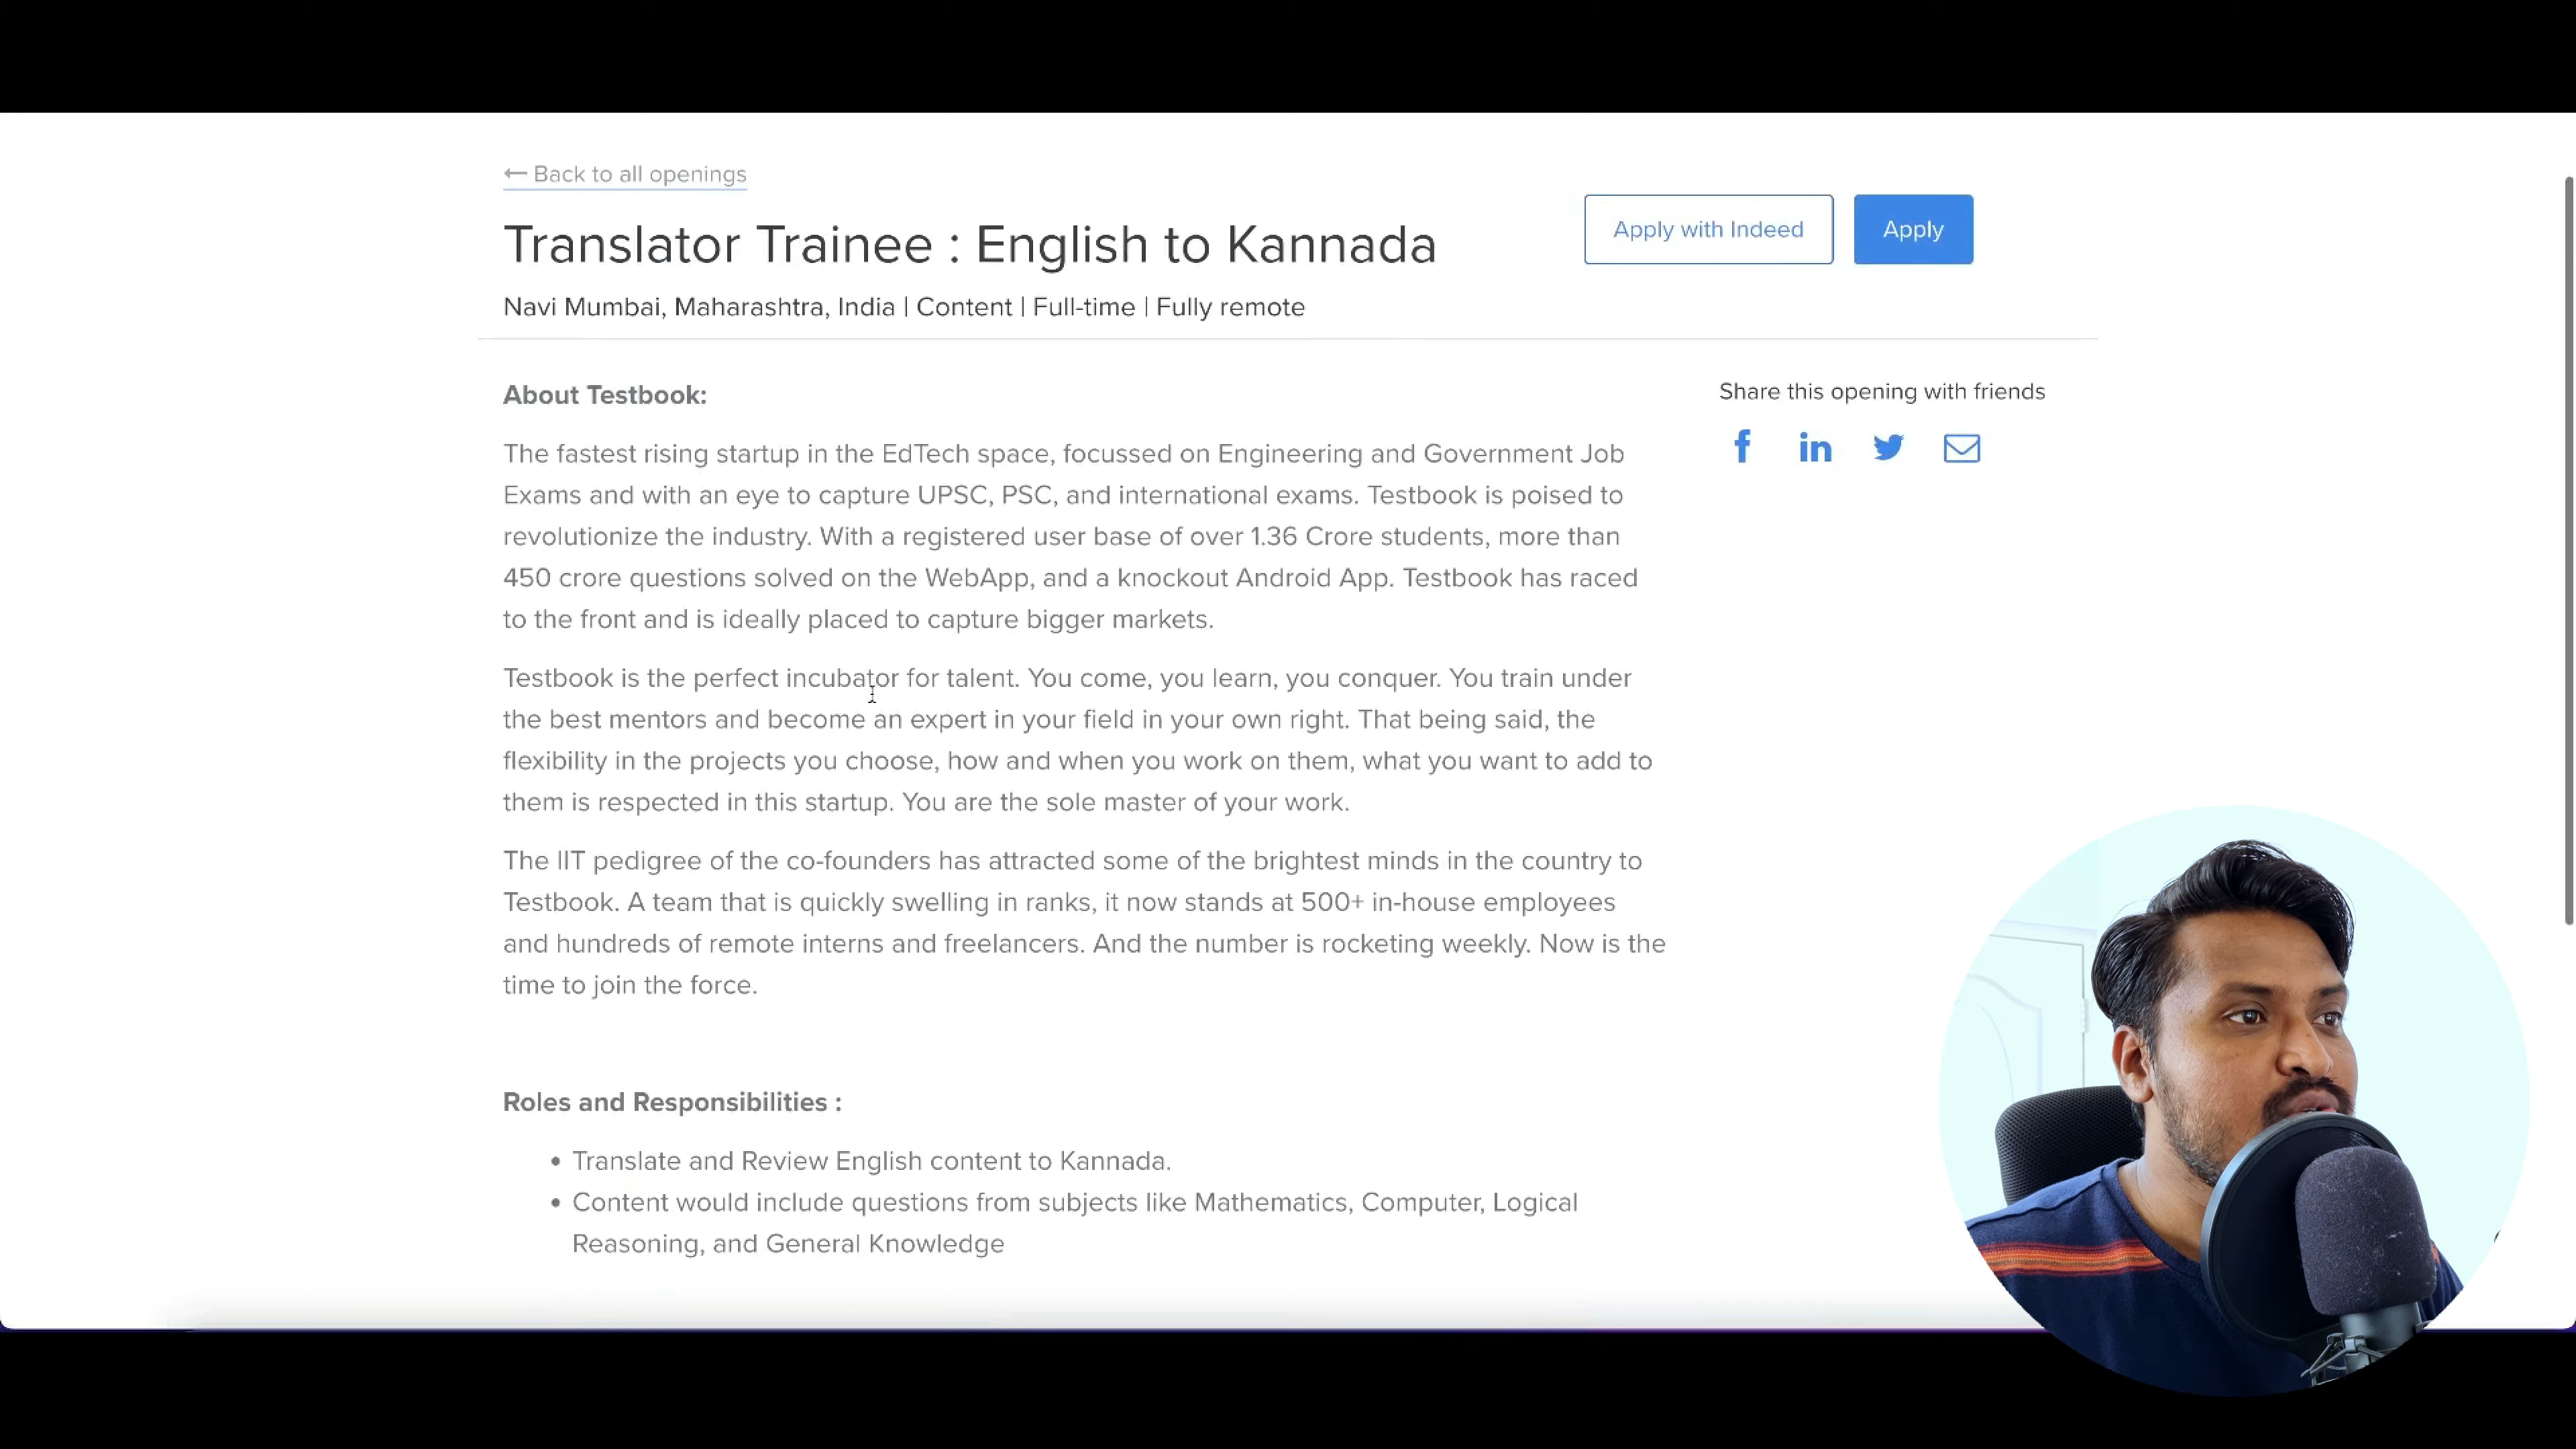 ← Back to all openings
Translator Trainee : English to Kannada
Apply with Indeed
Apply
Navi Mumbai, Maharashtra, India | Content | Full-time | Fully remote
About Testbook:
Share this opening with friends
The fastest rising startup in the EdTech space, focussed on Engineering and Government Job
Exams and with an eye to capture UPSC, PSC, and international exams. Testbook is poised to
revolutionize the industry. With a registered user base of over 1.36 Crore students, more than
450 crore questions solved on the WebApp, and a knockout Android App. Testbook has raced
to the front and is ideally placed to capture bigger markets.
Testbook is the perfect incubator for talent. You come, you learn, you conquer. You train under
the best mentors and become an expert in your field in your own right. That being said, the
flexibility in the projects you choose, how and when you work on them, what you want to add to
them is respected in this startup. You are the sole master of your work.
The IIT pedigree of the co-founders has attracted some of the brightest minds in the country to
Testbook. A team that is quickly swelling in ranks, it now stands at 500+ in-house employees
and hundreds of remote interns and freelancers. And the number is rocketing weekly. Now is the
time to join the force.
Roles and Responsibilities :
• Translate and Review English content to Kannada.
• Content would include questions from subjects like Mathematics, Computer, Logical
Reasoning, and General Knowledge